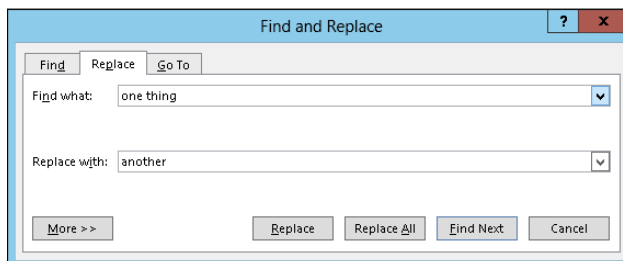 Find and Replace ? x
Find Replace Go To
Find what: one thing
Replace with: another
More >> Replace Replace All Find Next Cancel